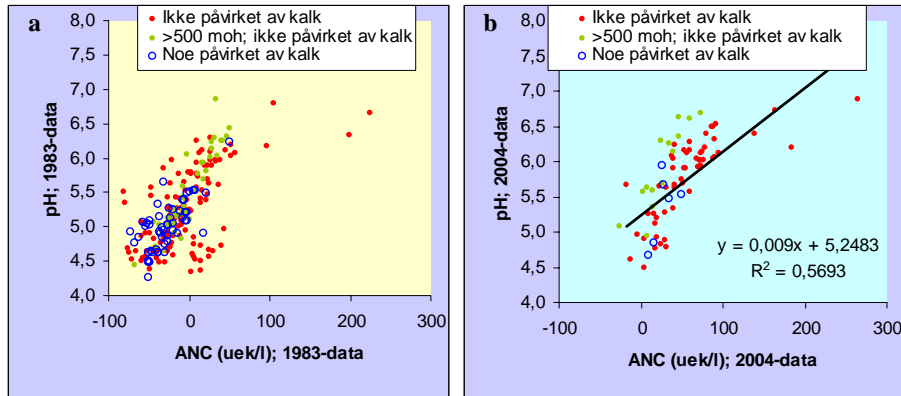 a
Ikke påvirket av kalk
>500 moh; ikke påvirket av kalk
Noe påvirket av kalk
8,0
7,5
7,0
6,5
6,0
5,5
5,0
4,5
4,0
pH; 1983-data
-100
0
100
200
300
ANC (uek/l); 1983-data
b
Ikke påvirket av kalk
>500 moh; ikke påvirket av kalk
Noe påvirket av kalk
8,0
7,5
7,0
6,5
6,0
5,5
5,0
4,5
4,0
pH; 2004-data
y = 0,009x + 5,2483
R² = 0,5693
-100
0
100
200
300
ANC (uek/l); 2004-data